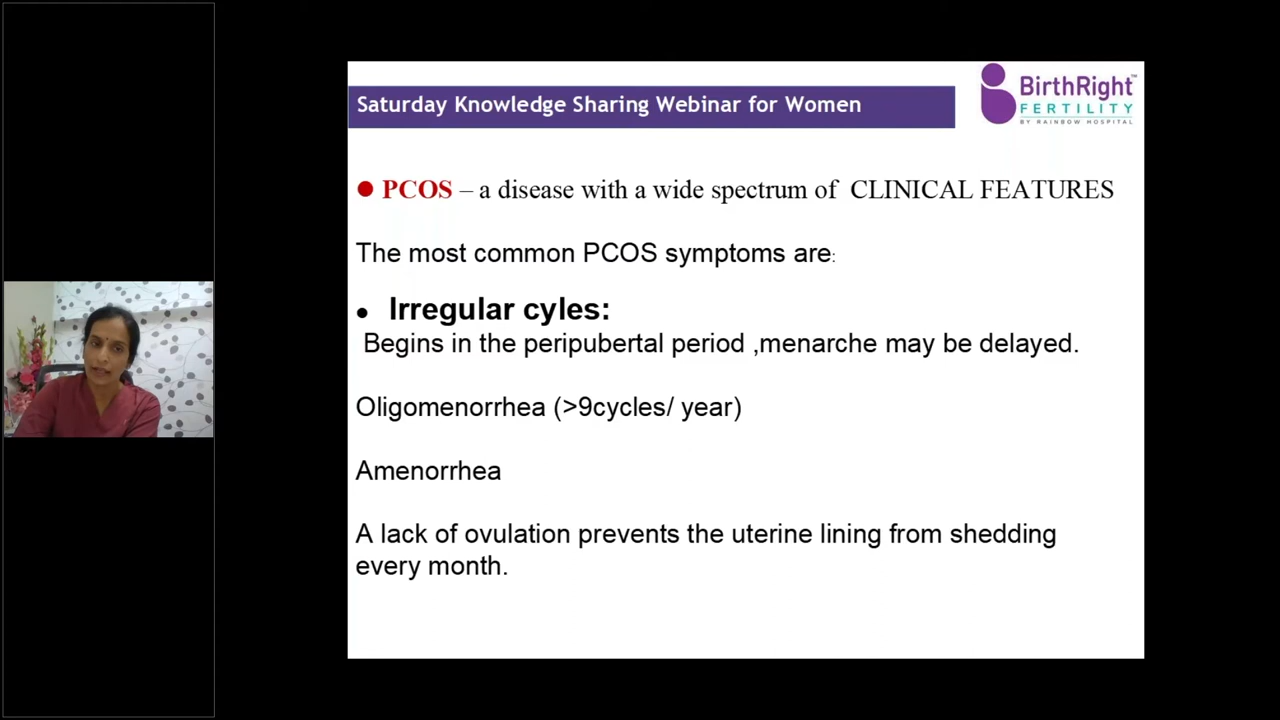 Saturday Knowledge Sharing Webinar for Women
BirthRight™
FERTILITY
BY RAINBOW HOSPITAL
● PCOS – a disease with a wide spectrum of CLINICAL FEATURES
The most common PCOS symptoms are:
● Irregular cyles:
Begins in the peripubertal period ,menarche may be delayed.
Oligomenorrhea (>9cycles/ year)
Amenorrhea
A lack of ovulation prevents the uterine lining from shedding
every month.